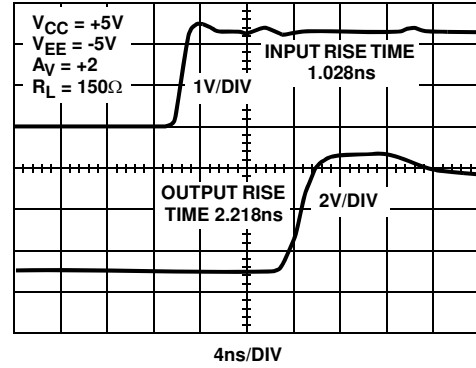 VCC = +5V
VEE = -5V
AV = +2
RL = 150Ω
1V/DIV
INPUT RISE TIME
1.028ns
OUTPUT RISE
TIME 2.218ns
2V/DIV
4ns/DIV